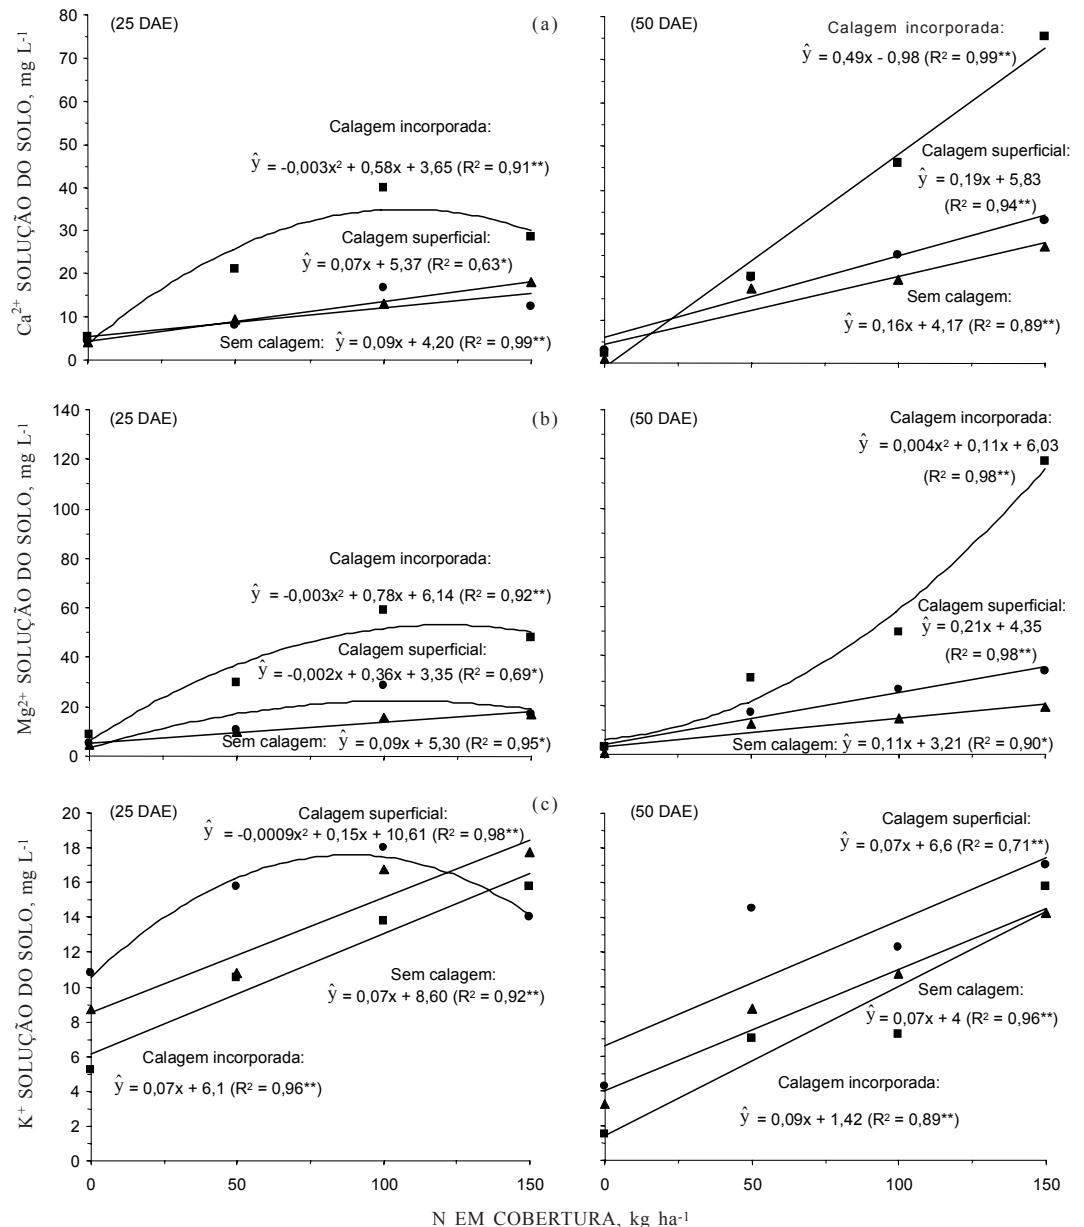 (25 DAE)
(a)
(50 DAE)
Ca²⁺ SOLUÇÃO DO SOLO, mg L⁻¹
80
70
60
50
40
30
20
10
0
Calagem incorporada:
ŷ = -0,003x² + 0,58x + 3,65 (R² = 0,91**)
Calagem superficial:
ŷ = 0,07x + 5,37 (R² = 0,63*)
Sem calagem: ŷ = 0,09x + 4,20 (R² = 0,99**)
Calagem incorporada:
ŷ = 0,49x - 0,98 (R² = 0,99**)
Calagem superficial:
ŷ = 0,19x + 5,83
(R² = 0,94**)
Sem calagem:
ŷ = 0,16x + 4,17 (R² = 0,89**)
(25 DAE)
(b)
(50 DAE)
Mg²⁺ SOLUÇÃO DO SOLO, mg L⁻¹
140
120
100
80
60
40
20
0
Calagem incorporada:
ŷ = -0,003x² + 0,78x + 6,14 (R² = 0,92**)
Calagem superficial:
ŷ = -0,002x + 0,36x + 3,35 (R² = 0,69*)
Sem calagem: ŷ = 0,09x + 5,30 (R² = 0,95*)
Calagem incorporada:
ŷ = 0,004x² + 0,11x + 6,03
(R² = 0,98**)
Calagem superficial:
ŷ = 0,21x + 4,35
(R² = 0,98**)
Sem calagem: ŷ = 0,11x + 3,21 (R² = 0,90*)
(25 DAE)
(c)
(50 DAE)
K⁺ SOLUÇÃO DO SOLO, mg L⁻¹
20
18
16
14
12
10
8
6
4
2
0
Calagem superficial:
ŷ = -0,0009x² + 0,15x + 10,61 (R² = 0,98**)
Sem calagem:
ŷ = 0,07x + 8,60 (R² = 0,92**)
Calagem incorporada:
ŷ = 0,07x + 6,1 (R² = 0,96**)
Calagem superficial:
ŷ = 0,07x + 6,6 (R² = 0,71**)
Sem calagem:
ŷ = 0,07x + 4 (R² = 0,96**)
Calagem incorporada:
ŷ = 0,09x + 1,42 (R² = 0,89**)
0 50 100 150
0 50 100 150
N EM COBERTURA, kg ha⁻¹